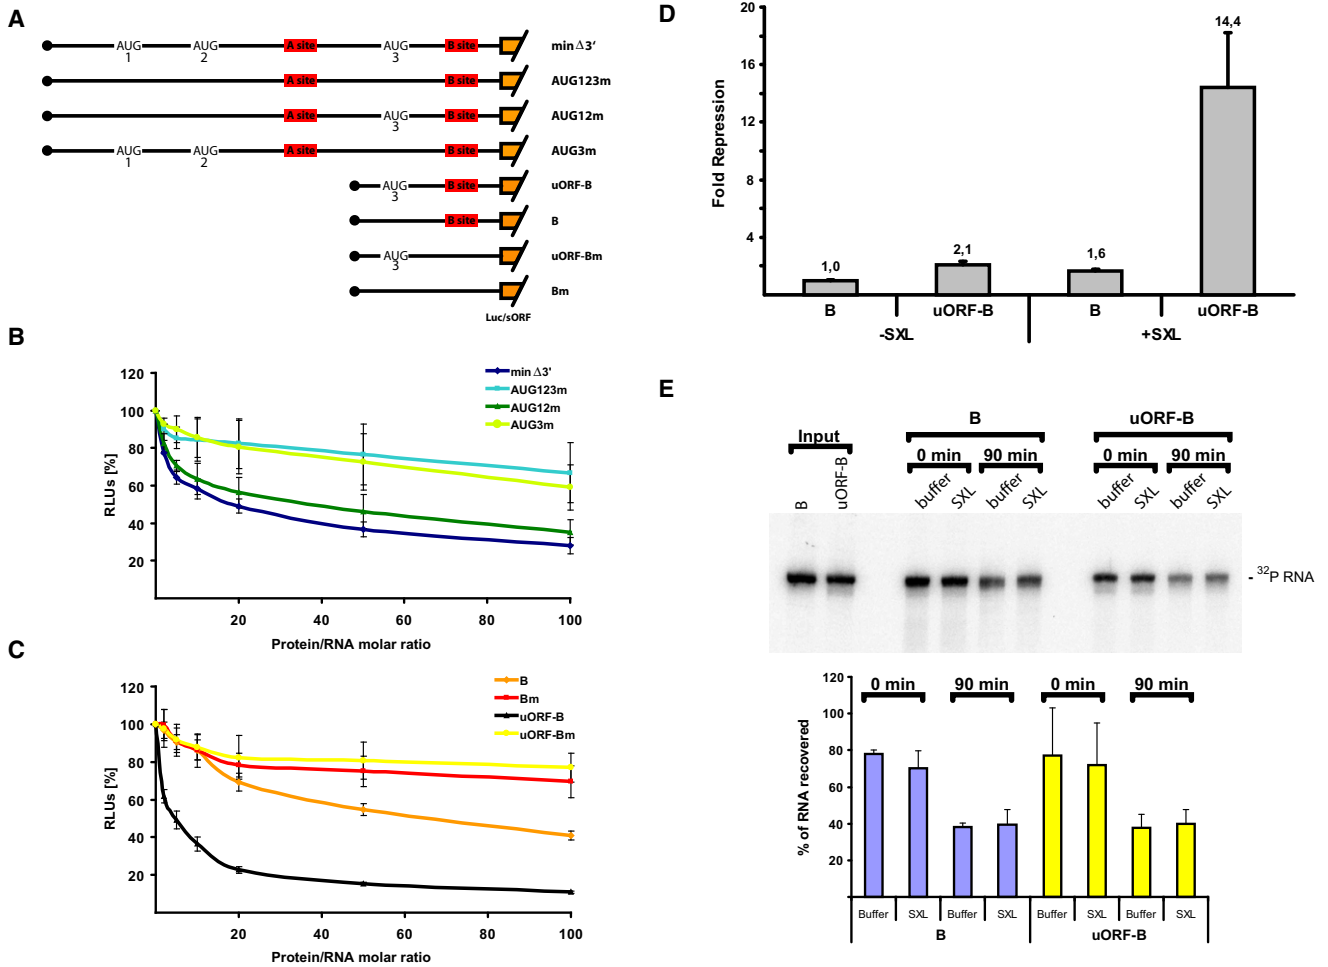 A
AUG AUG A site AUG B site minΔ3'
1 2 3
A site B site AUG123m
A site AUG B site AUG12m
3
AUG AUG A site B site AUG3m
1 2
AUG B site uORF-B
3
B site B
AUG uORF-Bm
3
Bm
Luc/sORF
B
120
100
80
60
40
20
RLUs [%]
min Δ3'
AUG123m
AUG12m
AUG3m
20 40 60 80 100
Protein/RNA molar ratio
C
120
100
80
60
40
20
RLUs [%]
B
Bm
uORF-B
uORF-Bm
20 40 60 80 100
Protein/RNA molar ratio
D
20
16
12
8
4
Fold Repression
1,0 2,1 1,6 14,4
B uORF-B B uORF-B
-SXL +SXL
E
Input B uORF-B
0 min 90 min 0 min 90 min
B uORF-B buffer SXL buffer SXL buffer SXL buffer SXL
- 32P RNA
120
100
80
60
40
20
% of RNA recovered
0 min 90 min 0 min 90 min
Buffer SXL Buffer SXL Buffer SXL Buffer SXL
B uORF-B